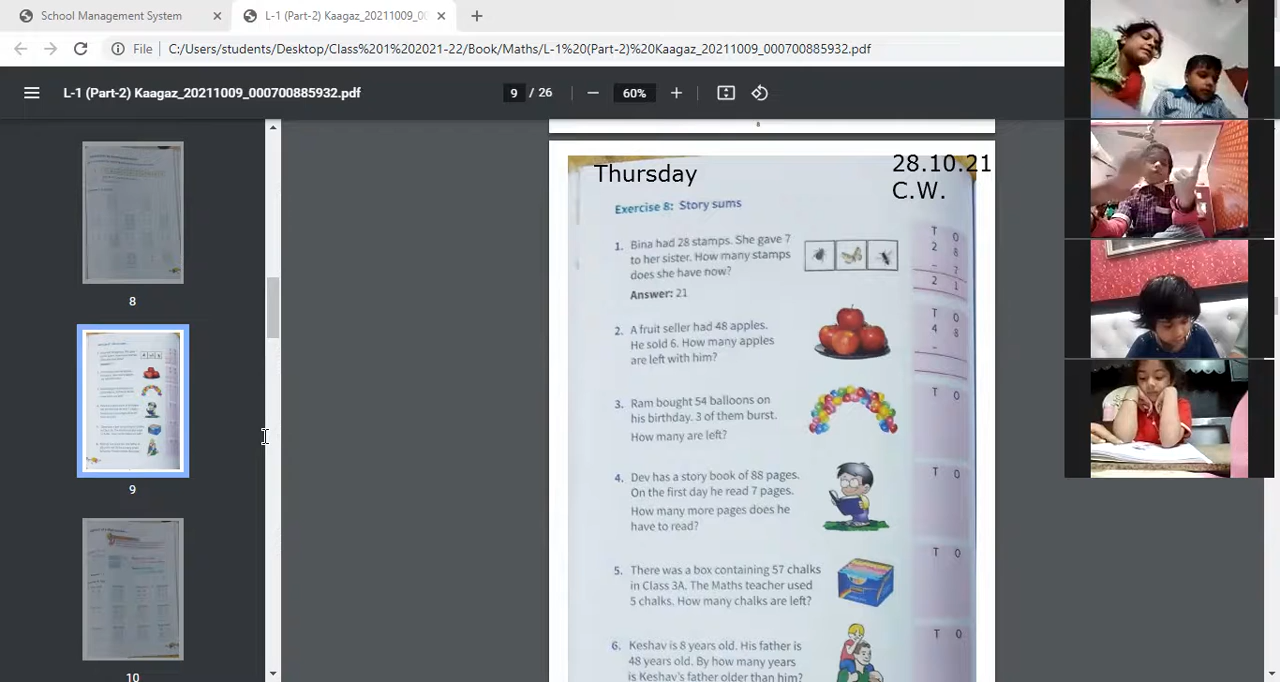 School Management System
L-1 (Part-2) Kaagaz_20211009_00
File
C:/Users/students/Desktop/Class%201%202021-22/Book/Maths/L-1%20(Part-2)%20Kaagaz_20211009_000700885932.pdf
L-1 (Part-2) Kaagaz_20211009_000700885932.pdf
9 / 26
60%
8
9
10
8
Thursday
28.10.21
C.W.
Exercise 8: Story sums
1. Bina had 28 stamps. She gave 7
to her sister. How many stamps
does she have now?
Answer: 21
T O
2 8
- 7
2 1
2. A fruit seller had 48 apples.
He sold 6. How many apples
are left with him?
T O
4 8
-
3. Ram bought 54 balloons on
his birthday. 3 of them burst.
How many are left?
T O
4. Dev has a story book of 88 pages.
On the first day he read 7 pages.
How many more pages does he
have to read?
T O
5. There was a box containing 57 chalks
in Class 3A. The Maths teacher used
5 chalks. How many chalks are left?
T O
6. Keshav is 8 years old. His father is
48 years old. By how many years
is Keshav's father older than him?
T O